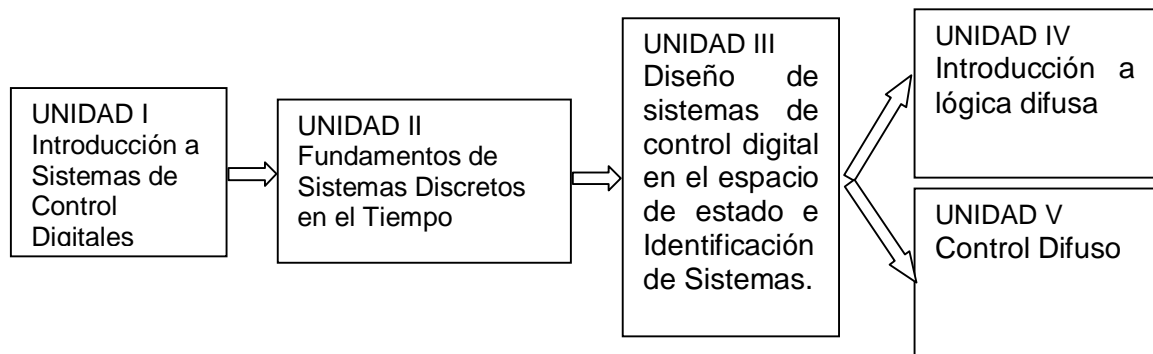 UNIDAD I
Introducción a
Sistemas de
Control
Digitales
UNIDAD II
Fundamentos de
Sistemas Discretos
en el Tiempo
UNIDAD III
Diseño de
sistemas de
control digital
en el espacio
de estado e
Identificación
de Sistemas.
UNIDAD IV
Introducción a
lógica difusa
UNIDAD V
Control Difuso